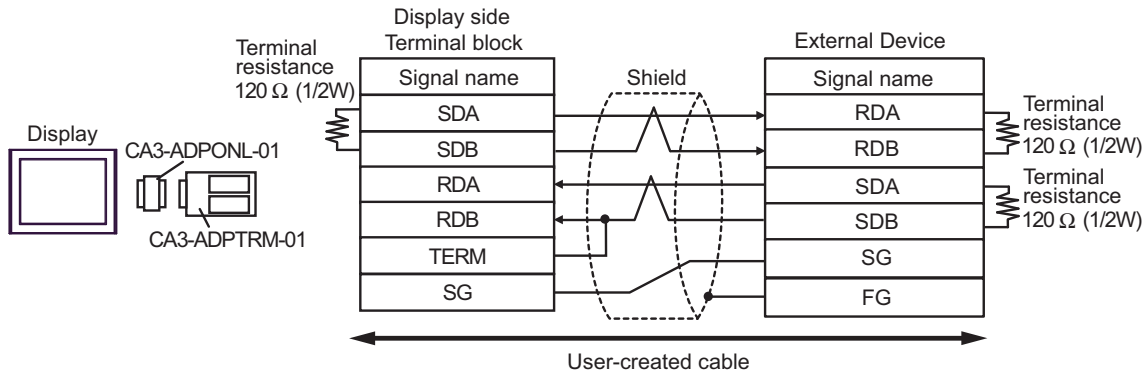 Display
CA3-ADPONL-01
CA3-ADPTRM-01
Terminal
resistance
120 Ω (1/2W)
Display side
Terminal block
Signal name
SDA
SDB
RDA
RDB
TERM
SG
Shield
External Device
Signal name
RDA
RDB
SDA
SDB
SG
FG
Terminal
resistance
120 Ω (1/2W)
Terminal
resistance
120 Ω (1/2W)
User-created cable